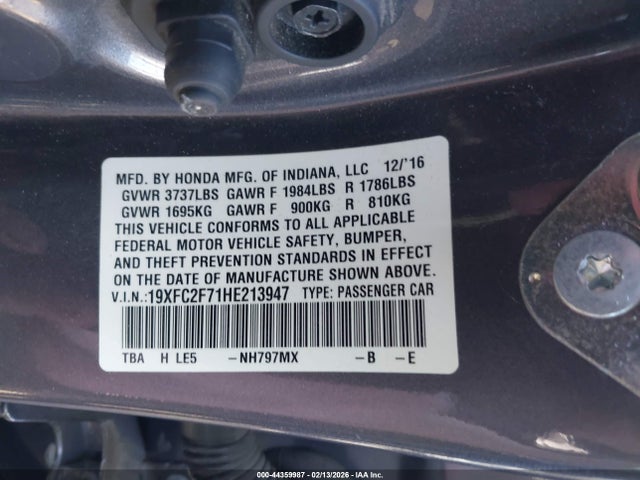 MFD. BY HONDA MFG. OF INDIANA, LLC 12/'16
GVWR 3737LBS GAWR F 1984LBS R 1786LBS
GVWR 1695KG GAWR F 900KG R 810KG
THIS VEHICLE CONFORMS TO ALL APPLICABLE
FEDERAL MOTOR VEHICLE SAFETY, BUMPER,
AND THEFT PREVENTION STANDARDS IN EFFECT
ON THE DATE OF MANUFACTURE SHOWN ABOVE.
V.I.N.:19XFC2F71HE213947 TYPE: PASSENGER CAR
TBA H LE5 -NH797MX -B -E
000-44359987 - 02/13/2026 - IAA Inc.